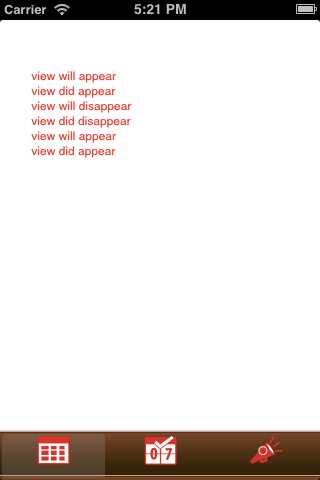 Carrier 5:21 PM
view will appear
view did appear
view will disappear
view did disappear
view will appear
view did appear
07